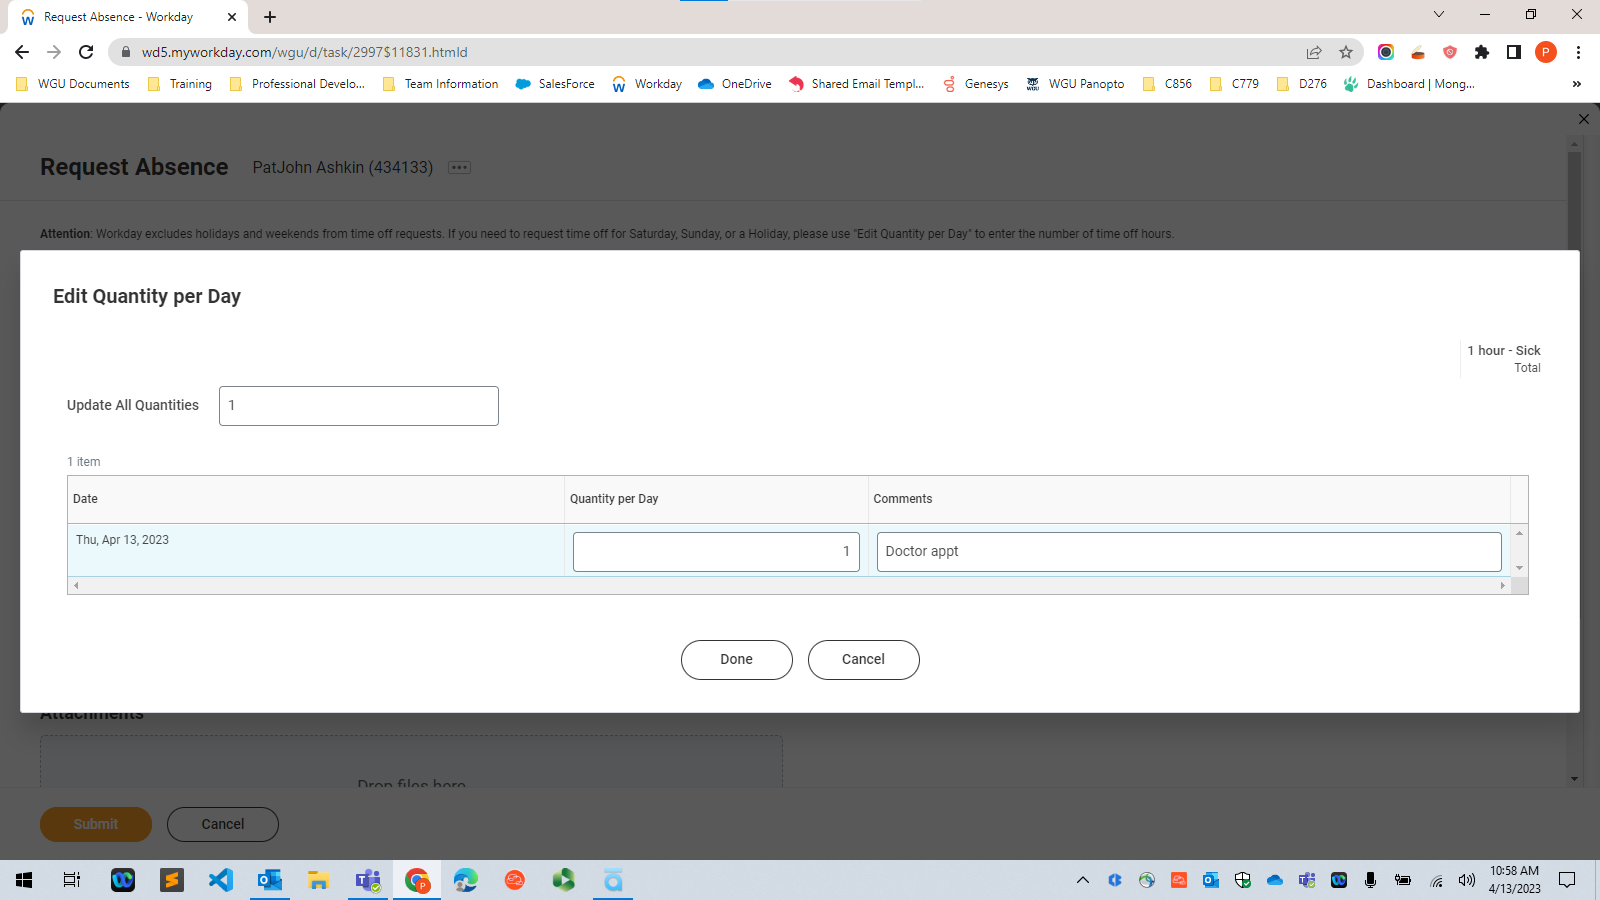 Request Absence - Workday
wd5.myworkday.com/wgu/d/task/2997$11831.htmld
P
WGU Documents Training Professional Develo... Team Information SalesForce Workday OneDrive Shared Email Templ... Genesys WGU Panopto C856 C779 D276 Dashboard | Mong... »
Request Absence PatJohn Ashkin (434133)
Attention: Workday excludes holidays and weekends from time off requests. If you need to request time off for Saturday, Sunday, or a Holiday, please use "Edit Quantity per Day" to enter the number of time off hours.
Edit Quantity per Day
1 hour - Sick
Total
Update All Quantities 1
1 item
Date Quantity per Day Comments
Thu, Apr 13, 2023 1 Doctor appt
Done Cancel
Attachments
Drop files here
Submit Cancel
10:58 AM
4/13/2023